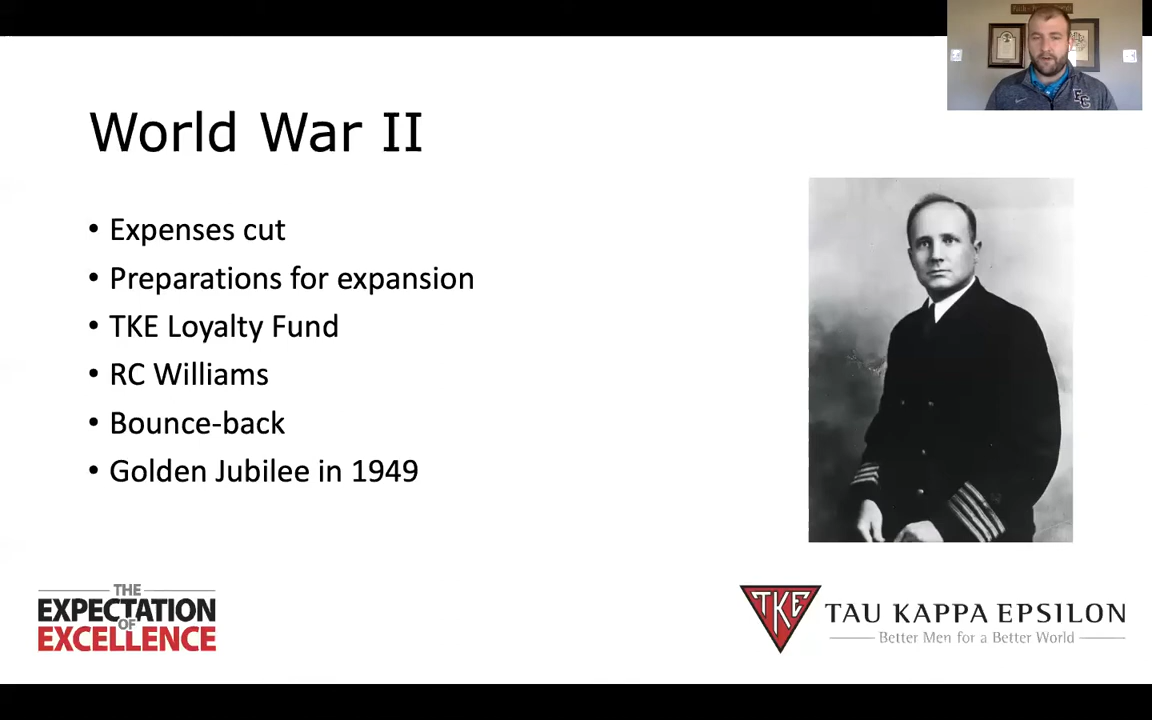 World War II
• Expenses cut
• Preparations for expansion
• TKE Loyalty Fund
• RC Williams
• Bounce-back
• Golden Jubilee in 1949
THE
EXPECTATION
OF
EXCELLENCE
TKE
TAU KAPPA EPSILON
Better Men for a Better World
EC